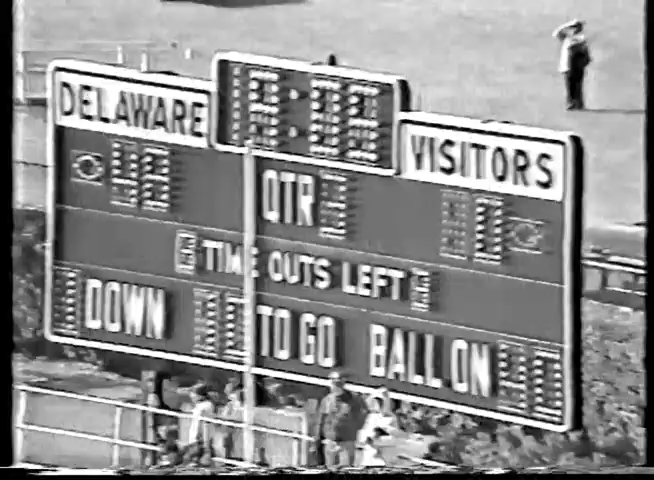 DELAWARE
VISITORS
QTR
TIME OUTS LEFT
DOWN TO GO BALL ON